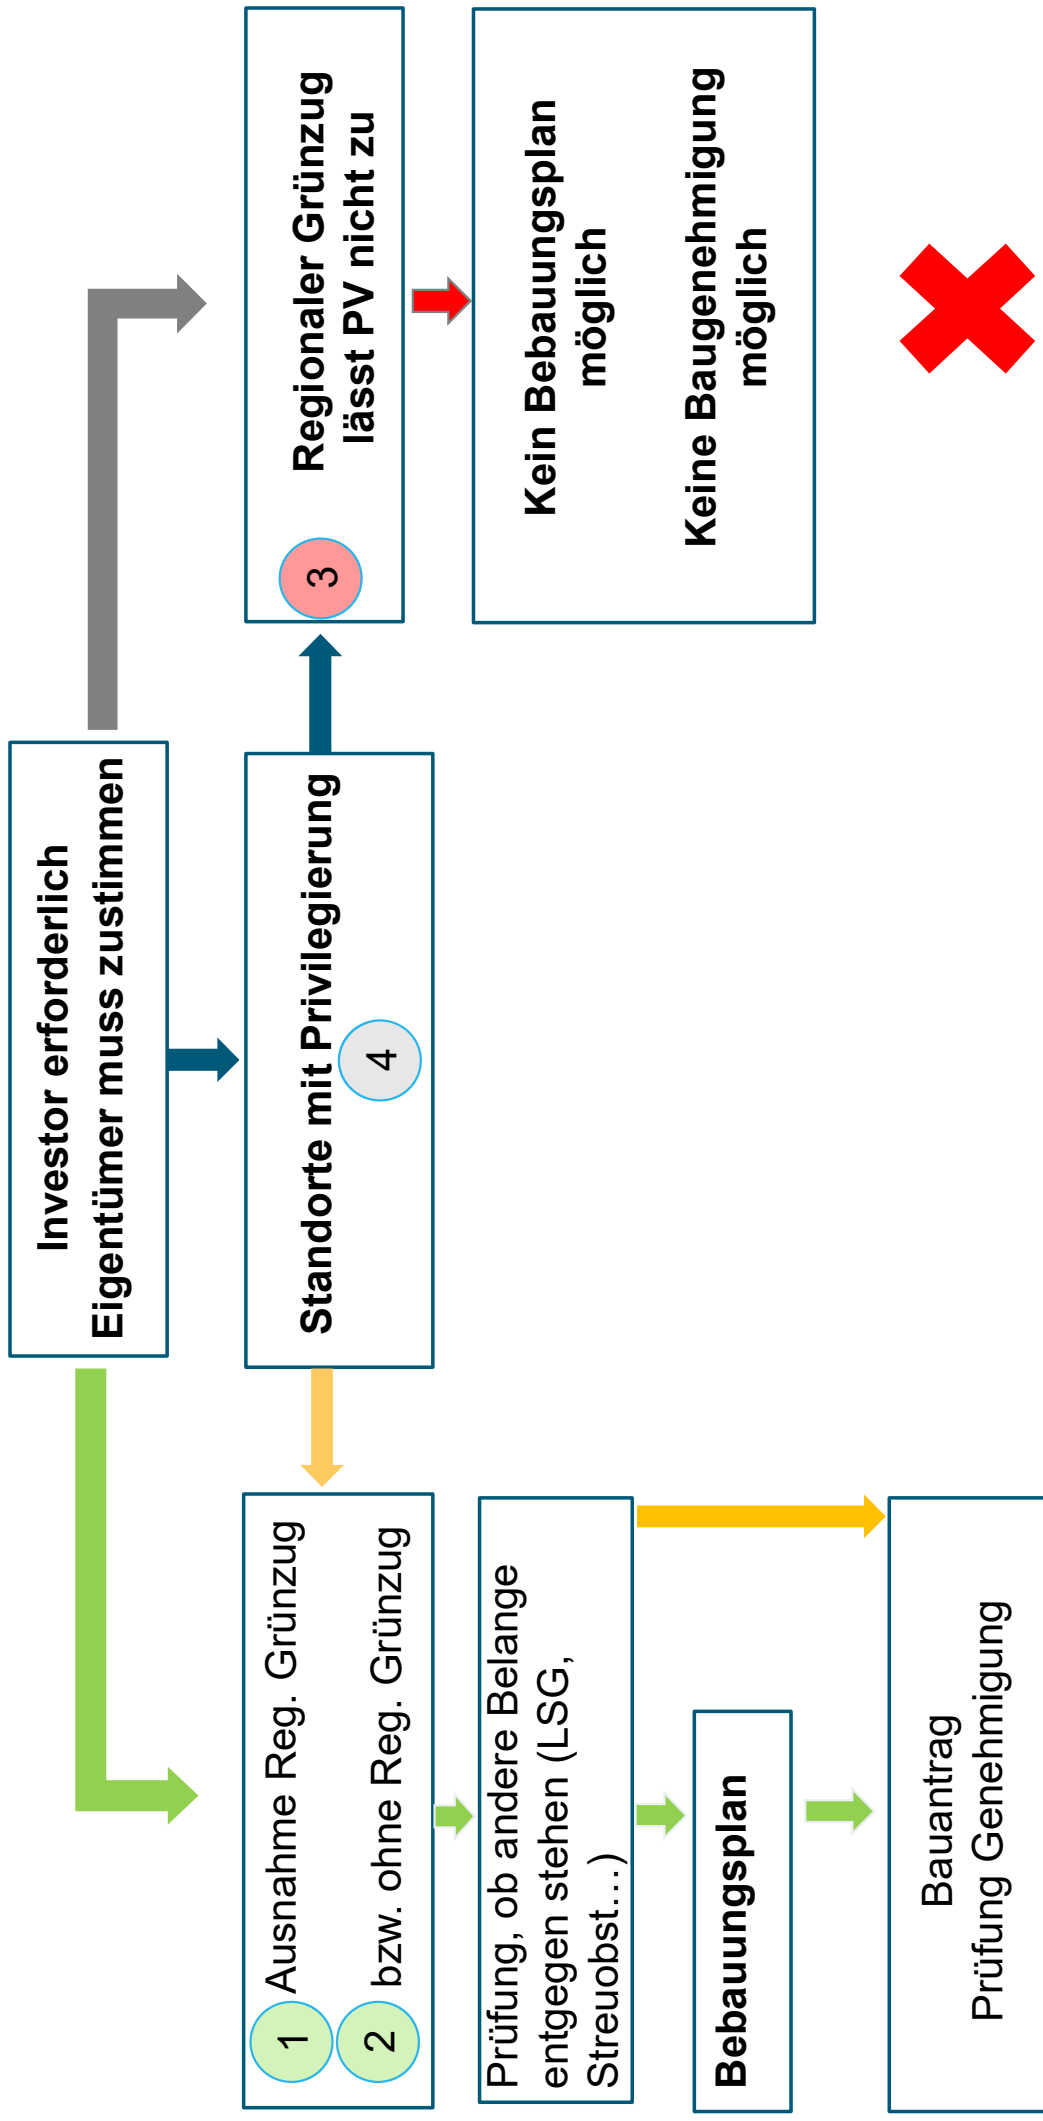 Investor erforderlich
Eigentümer muss zustimmen
1
Ausnahme Reg. Grünzug
2
bzw. ohne Reg. Grünzug
Standorte mit Privilegierung
4
3
Regionaler Grünzug
lässt PV nicht zu
Prüfung, ob andere Belange
entgegen stehen (LSG,
Streuobst....)
Kein Bebauungsplan
möglich
Keine Baugenehmigung
möglich
Bebauungsplan
Bauantrag
Prüfung Genehmigung